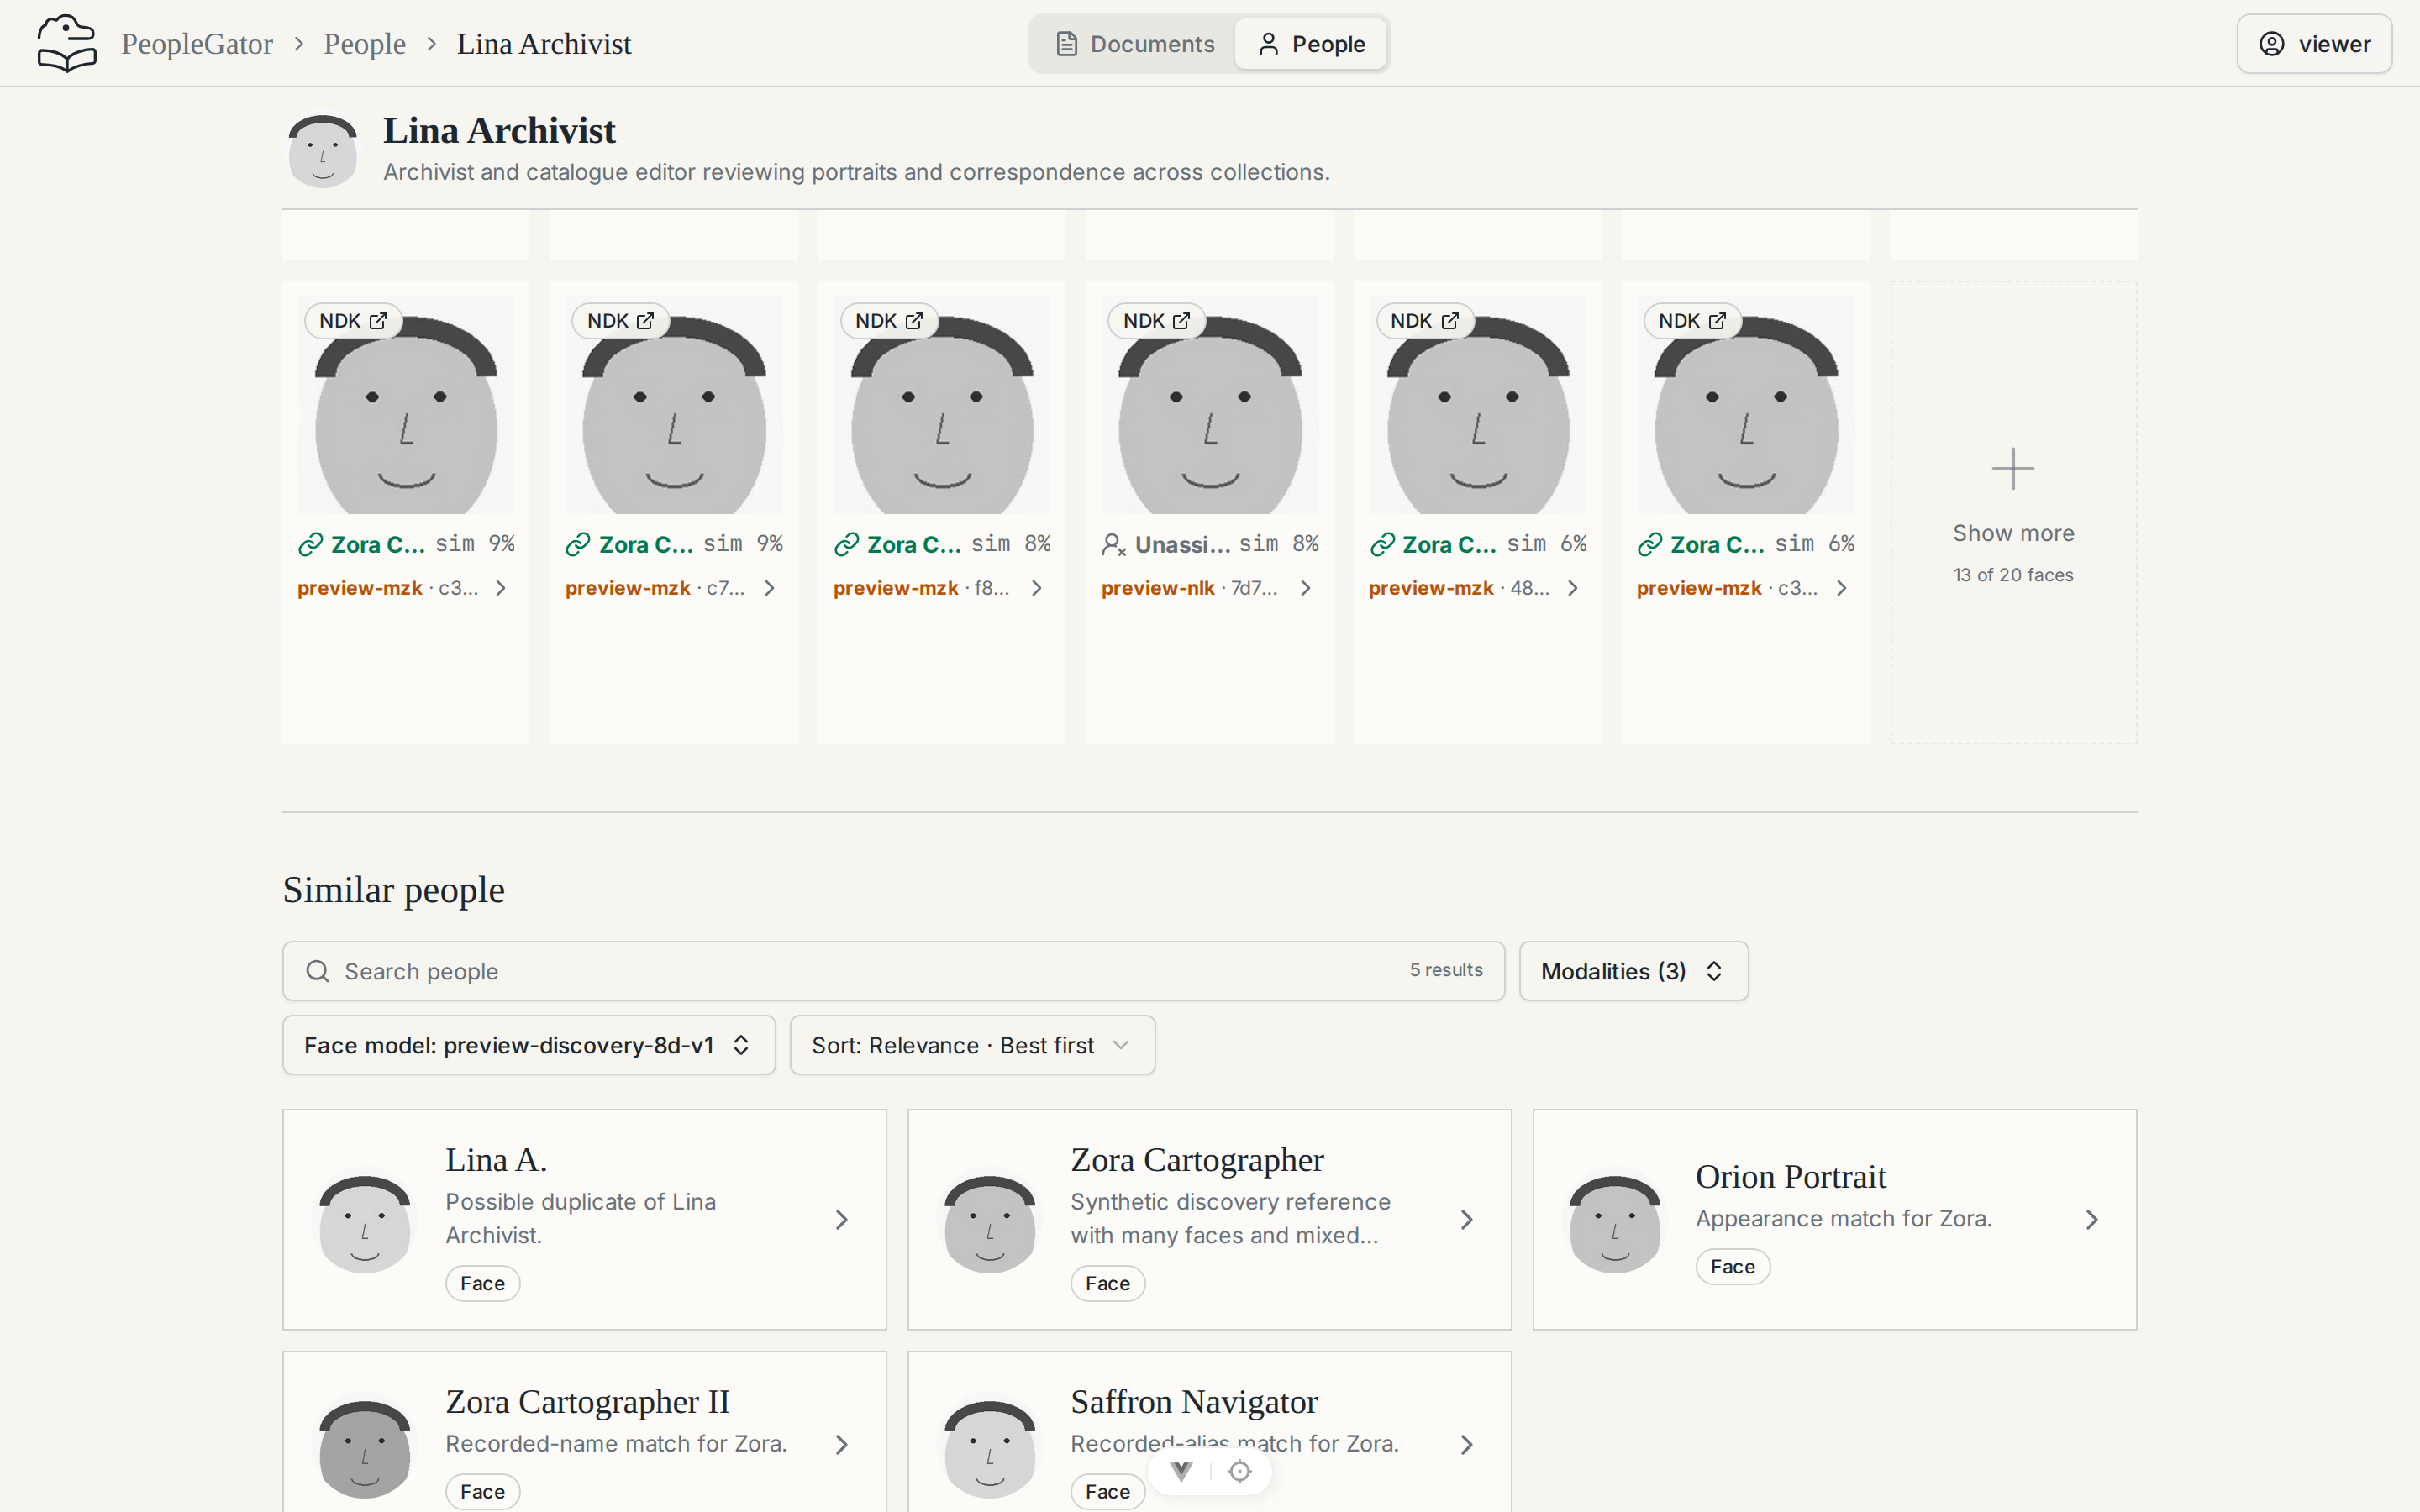 PeopleGator > People > Lina Archivist
Documents
People
viewer
Lina Archivist
Archivist and catalogue editor reviewing portraits and correspondence across collections.
NDK
NDK
NDK
NDK
NDK
NDK
Zora C... sim 9%
Zora C... sim 9%
Zora C... sim 8%
Unassi... sim 8%
Zora C... sim 6%
Zora C... sim 6%
preview-mzk · c3...
preview-mzk · c7...
preview-mzk · f8...
preview-nlk · 7d7...
preview-mzk · 48...
preview-mzk · c3...
Show more
13 of 20 faces
Similar people
Search people
5 results
Modalities (3)
Face model: preview-discovery-8d-v1
Sort: Relevance · Best first
Lina A.
Possible duplicate of Lina
Archivist.
Face
Zora Cartographer
Synthetic discovery reference
with many faces and mixed...
Face
Orion Portrait
Appearance match for Zora.
Face
Zora Cartographer II
Recorded-name match for Zora.
Face
Saffron Navigator
Recorded-alias match for Zora.
Face